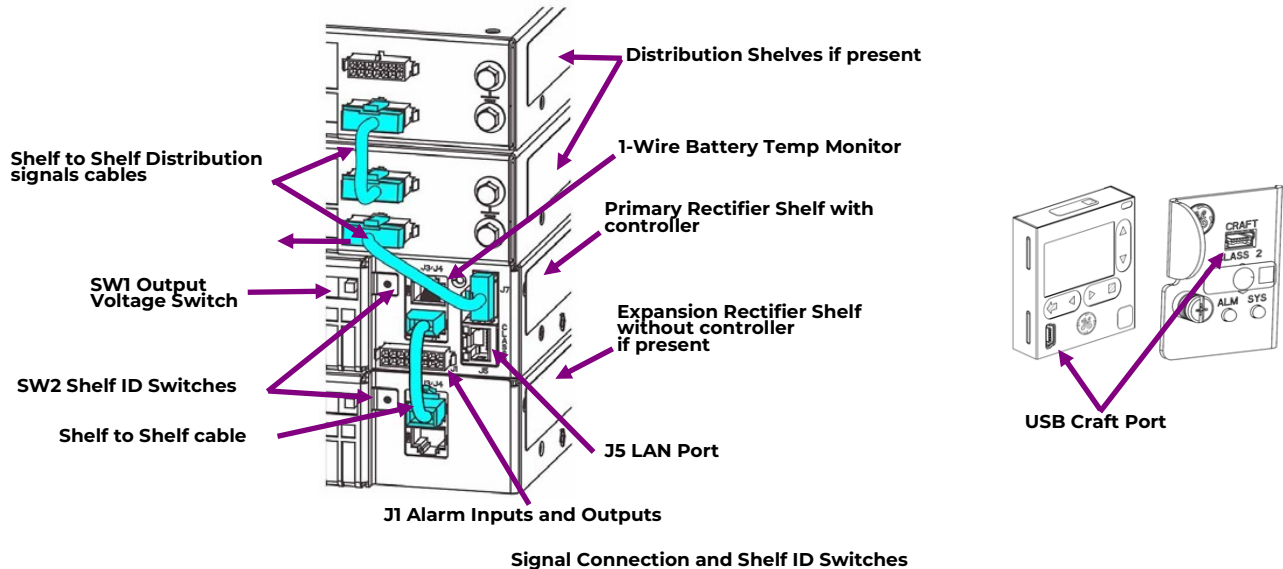 Distribution Shelves if present
Shelf to Shelf Distribution
signals cables
1-Wire Battery Temp Monitor
Primary Rectifier Shelf with
controller
SW1 Output
Voltage Switch
Expansion Rectifier Shelf
without controller
if present
SW2 Shelf ID Switches
Shelf to Shelf cable
J5 LAN Port
J1 Alarm Inputs and Outputs
J3/J4
J7
J5
J3/J4
CRAFT
CLASS 2
ALM SYS
USB Craft Port
Signal Connection and Shelf ID Switches